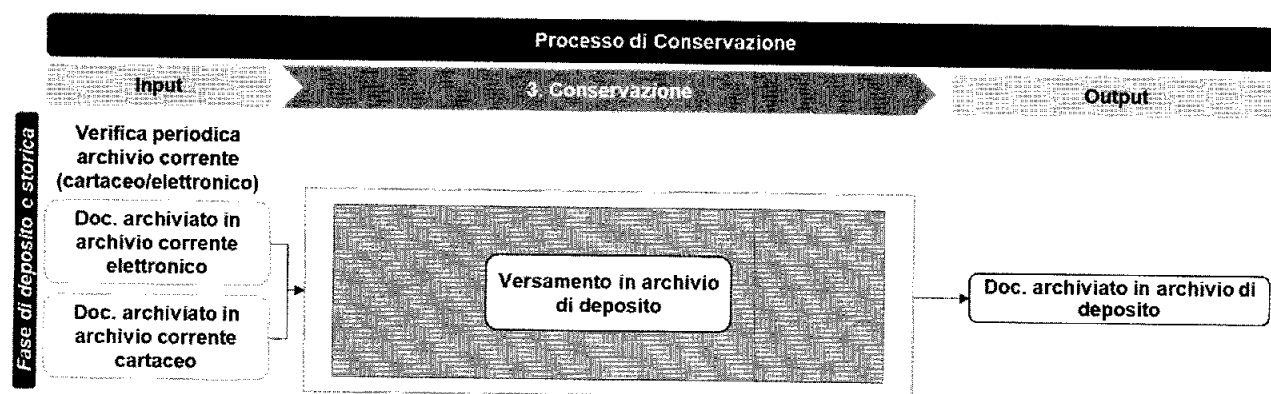 Processo di Conservazione
Input
3. Conservazione
Output
Fase di deposito c storica
Verifica periodica
archivio corrente
(cartaceo/elettronico)
Doc. archiviato in
archivio corrente
elettronico
Doc. archiviato in
archivio corrente
cartaceo
Versamento in archivio
di deposito
Doc. archiviato in archivio di
deposito